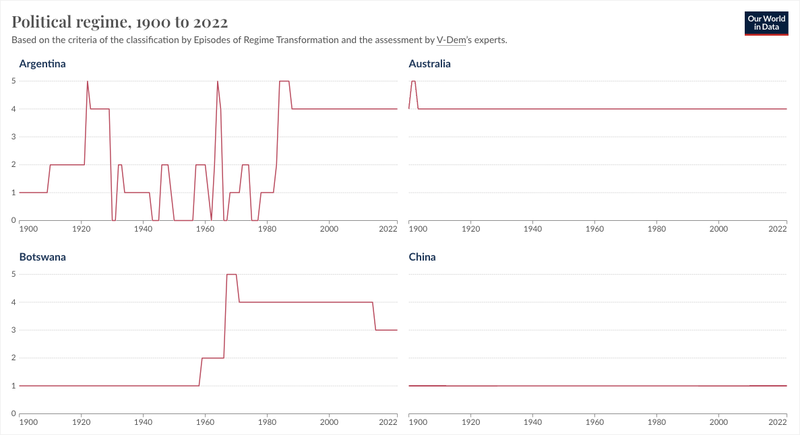 Political regime, 1900 to 2022
Our World
in Data
Based on the criteria of the classification by Episodes of Regime Transformation and the assessment by V-Dem's experts.
Argentina
Australia
5
4
3
2
1
0
1900 1920 1940 1960 1980 2000 2022
1900 1920 1940 1960 1980 2000 2022
Botswana
China
5
4
3
2
1
0
1900 1920 1940 1960 1980 2000 2022
1900 1920 1940 1960 1980 2000 2022